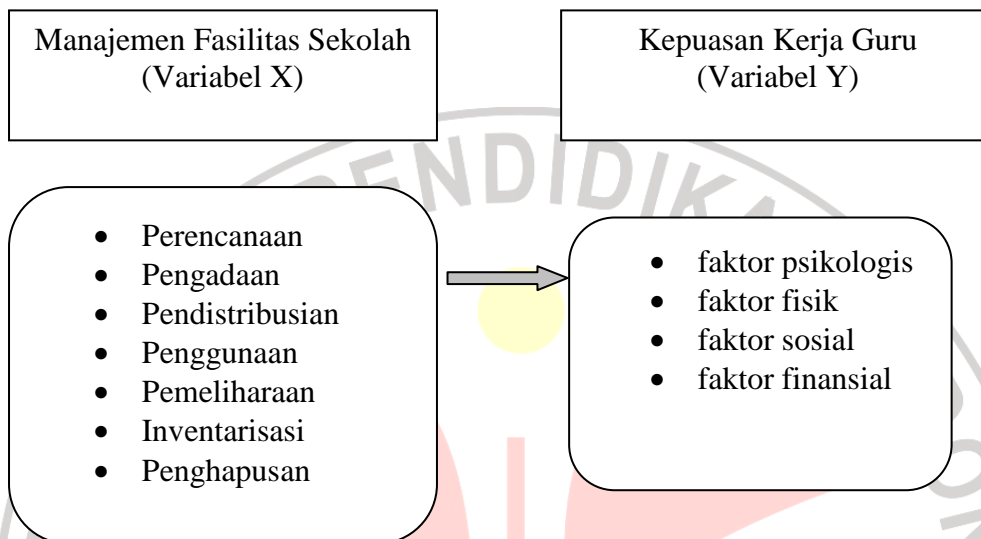 Manajemen Fasilitas Sekolah
(Variabel X)
Kepuasan Kerja Guru
(Variabel Y)
• Perencanaan
• Pengadaan
• Pendistribusian
• Penggunaan
• Pemeliharaan
• Inventarisasi
• Penghapusan
• faktor psikologis
• faktor fisik
• faktor sosial
• faktor finansial